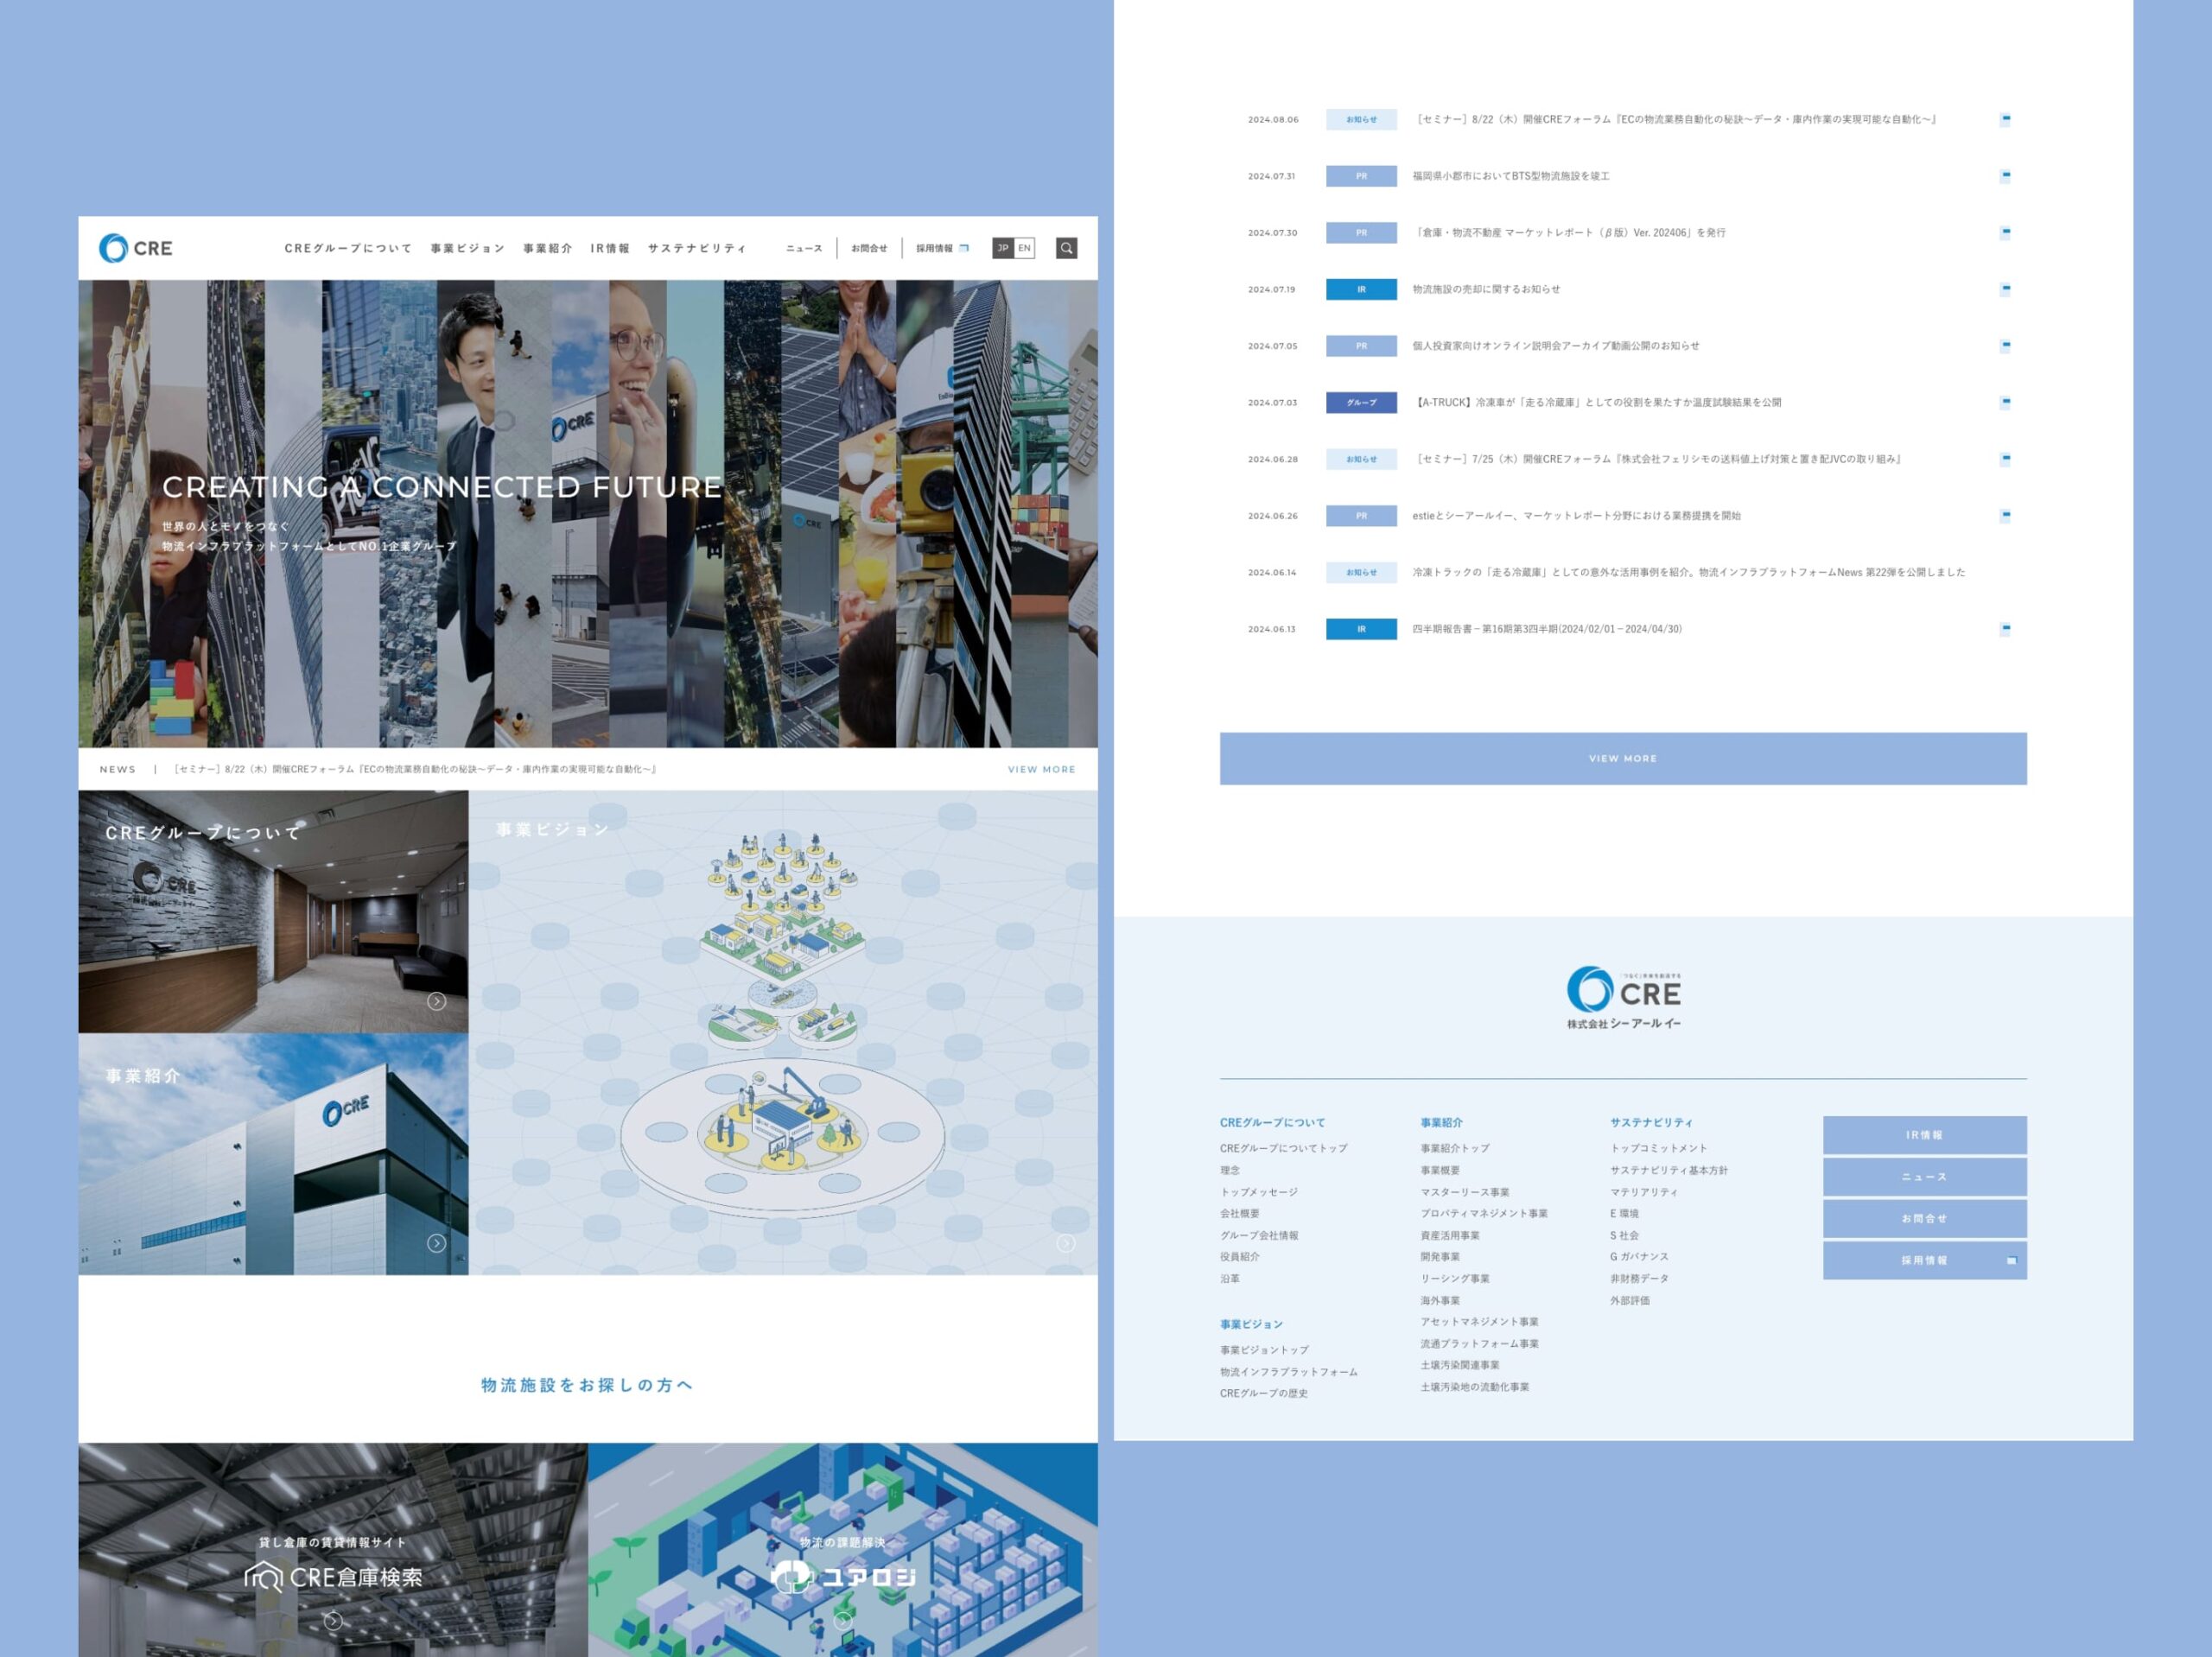 CRE
CREグループについて 事業ビジョン 事業紹介 IR情報 サステナビリティ ニュース お問合せ 採用情報 JP EN
CRE
CREATING A CONNECTED FUTURE
世界の人とモノをつなぐ
物流インフラプラットフォームとしてNO.1企業グループ
CRE
NEWS | [セミナー] 8/22（木）開催CREフォーラム『ECの物流業務自動化の秘訣～データ・庫内作業の実現可能な自動化～』 VIEW MORE
CREグループについて
CRE
事業ビジョン
事業紹介
CRE
物流施設をお探しの方へ
貸し倉庫の賃貸情報サイト
CRE倉庫検索
物流の課題解決
ユアロジ
2024.08.06 お知らせ [セミナー] 8/22（木）開催CREフォーラム『ECの物流業務自動化の秘訣～データ・庫内作業の実現可能な自動化～』
2024.07.31 PR 福岡県小郡市においてBTS型物流施設を竣工
2024.07.30 PR 「倉庫・物流不動産 マーケットレポート（β版）Ver. 202406」を発行
2024.07.19 IR 物流施設の売却に関するお知らせ
2024.07.05 PR 個人投資家向けオンライン説明会アーカイブ動画公開のお知らせ
2024.07.03 グループ 【A-TRUCK】冷凍車が「走る冷蔵庫」としての役割を果たすか温度試験結果を公開
2024.06.28 お知らせ [セミナー] 7/25（木）開催CREフォーラム『株式会社フェリシモの送料値上げ対策と置き配JVCの取り組み』
2024.06.26 PR estieとシーアールイー、マーケットレポート分野における業務提携を開始
2024.06.14 お知らせ 冷凍トラックの「走る冷蔵庫」としての意外な活用事例を紹介。物流インフラプラットフォームNews 第22弾を公開しました
2024.06.13 IR 四半期報告書－第16期第3四半期(2024/02/01－2024/04/30)
VIEW MORE
「つなぐ」未来を創造する
CRE
株式会社 シーアールイー
CREグループについて
CREグループについてトップ
理念
トップメッセージ
会社概要
グループ会社情報
役員紹介
沿革
事業ビジョン
事業ビジョントップ
物流インフラプラットフォーム
CREグループの歴史
事業紹介
事業紹介トップ
事業概要
マスターリース事業
プロパティマネジメント事業
資産活用事業
開発事業
リーシング事業
海外事業
アセットマネジメント事業
流通プラットフォーム事業
土壌汚染関連事業
土壌汚染地の流動化事業
サステナビリティ
トップコミットメント
サステナビリティ基本方針
マテリアリティ
E 環境
S 社会
G ガバナンス
非財務データ
外部評価
IR情報
ニュース
お問合せ
採用情報